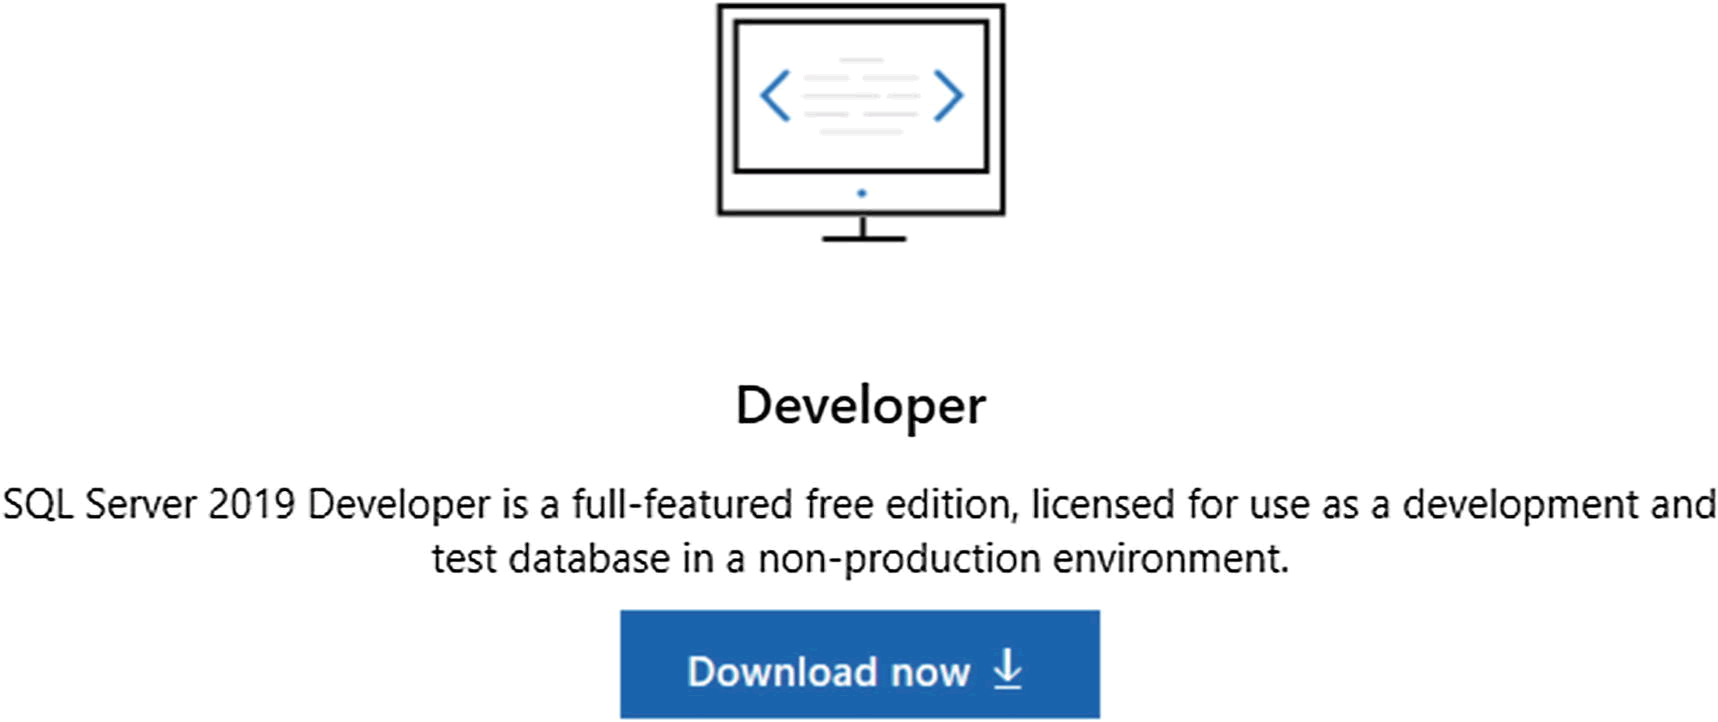 Developer
SQL Server 2019 Developer is a full-featured free edition, licensed for use as a development and
test database in a non-production environment.
Download now